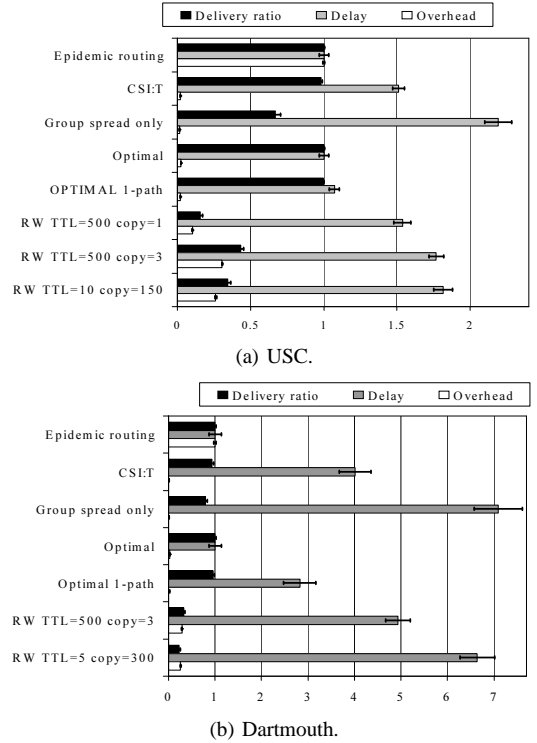 Delivery ratio Delay Overhead
Epidemic routing
CSI:T
Group spread only
Optimal
OPTIMAL 1-path
RW TTL=500 copy=1
RW TTL=500 copy=3
RW TTL=10 copy=150
0 0.5 1 1.5 2
(a) USC.
Delivery ratio Delay Overhead
Epidemic routing
CSI:T
Group spread only
Optimal
Optimal 1-path
RW TTL=500 copy=3
RW TTL=5 copy=300
0 1 2 3 4 5 6 7
(b) Dartmouth.